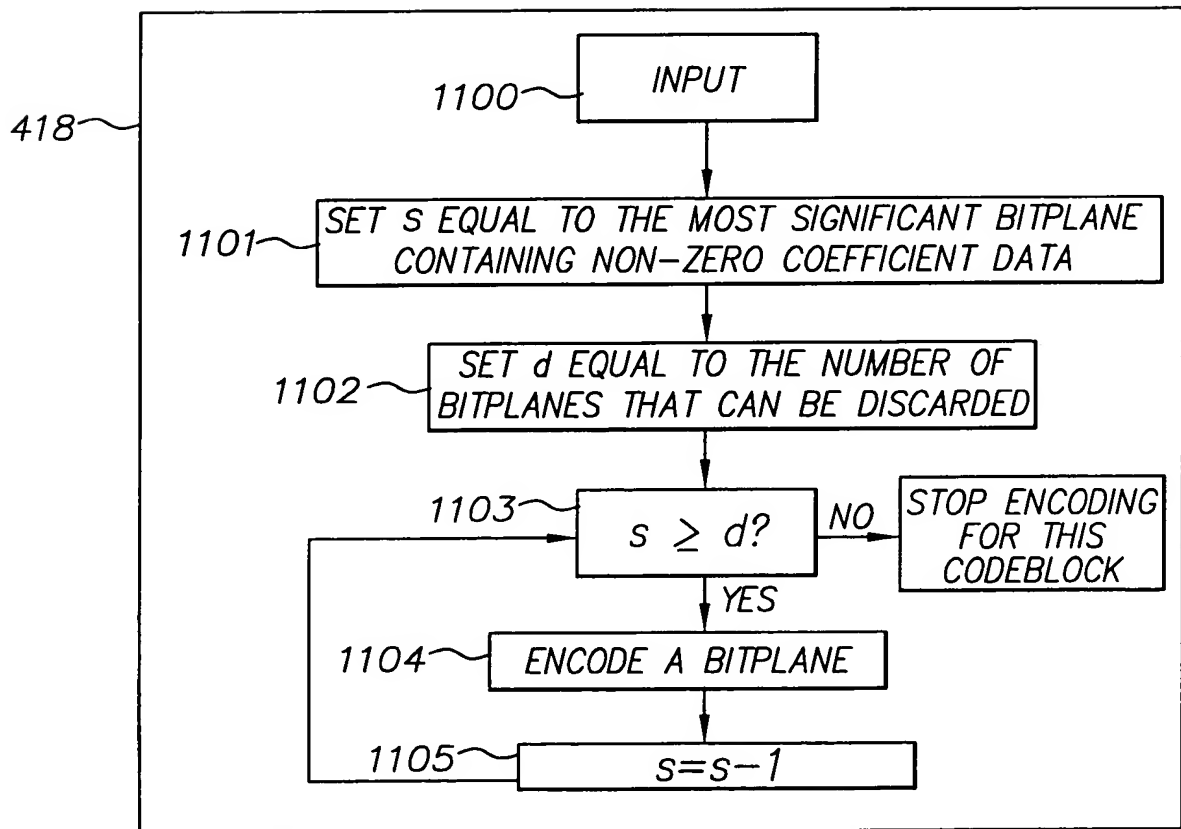 418
1100
INPUT
1101
SET s EQUAL TO THE MOST SIGNIFICANT BITPLANE
CONTAINING NON-ZERO COEFFICIENT DATA
1102
SET d EQUAL TO THE NUMBER OF
BITPLANES THAT CAN BE DISCARDED
1103
s ≥ d?
NO
STOP ENCODING
FOR THIS
CODEBLOCK
YES
1104
ENCODE A BITPLANE
1105
s=s-1